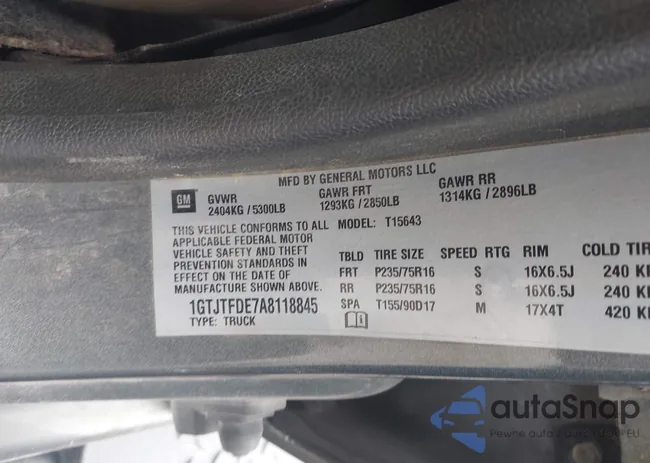 MFD BY GENERAL MOTORS LLC
GM
GVWR GAWR FRT GAWR RR
2404KG / 5300LB 1293KG / 2850LB 1314KG / 2896LB
THIS VEHICLE CONFORMS TO ALL MODEL: T15643
APPLICABLE FEDERAL MOTOR
VEHICLE SAFETY AND THEFT
PREVENTION STANDARDS IN
EFFECT ON THE DATE OF
MANUFACTURE SHOWN ABOVE.
1GTJTFDE7A8118845
TYPE: TRUCK
TBLD TIRE SIZE SPEED RTG RIM COLD TIR
FRT P235/75R16 S 16X6.5J 240 K
RR P235/75R16 S 16X6.5J 240 K
SPA T155/90D17 M 17X4T 420 K
autaSnap
Pewne auta